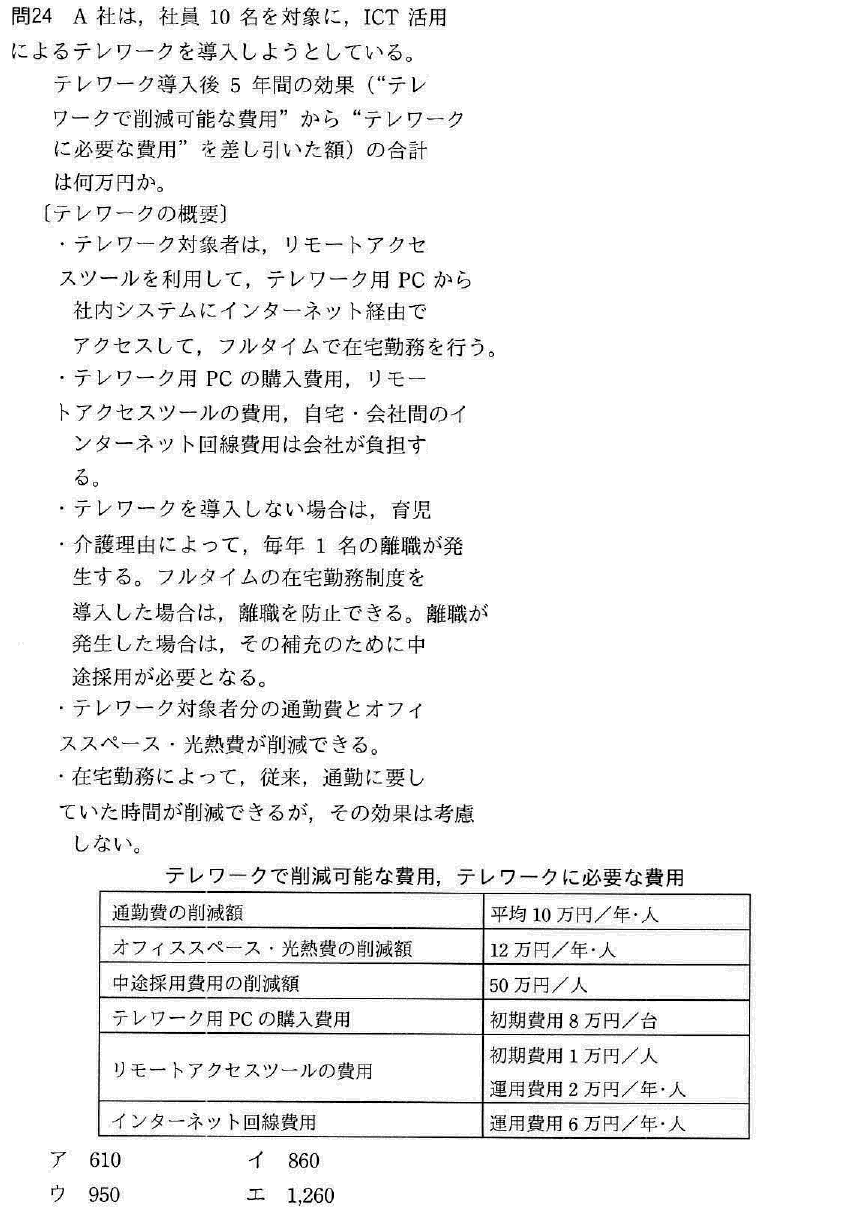 問24 A 社は，社員 10 名を対象に，ICT 活用
によるテレワークを導入しようとしている。
テレワーク導入後 5 年間の効果（“テレ
ワークで削減可能な費用” から “テレワーク
に必要な費用” を差し引いた額）の合計
は何万円か。
〔テレワークの概要〕
・テレワーク対象者は，リモートアクセ
スツールを利用して，テレワーク用 PC から
社内システムにインターネット経由で
アクセスして，フルタイムで在宅勤務を行う。
・テレワーク用 PC の購入費用，リモー
トアクセスツールの費用，自宅・会社間のイ
ンターネット回線費用は会社が負担す
る。
・テレワークを導入しない場合は，育児
・介護理由によって，毎年 1 名の離職が発
生する。フルタイムの在宅勤務制度を
導入した場合は，離職を防止できる。離職が
発生した場合は，その補充のために中
途採用が必要となる。
・テレワーク対象者分の通勤費とオフィ
ススペース・光熱費が削減できる。
・在宅勤務によって，従来，通勤に要し
ていた時間が削減できるが，その効果は考慮
しない。
テレワークで削減可能な費用，テレワークに必要な費用
通勤費の削減額 平均 10 万円／年・人
オフィススペース・光熱費の削減額 12 万円／年・人
中途採用費用の削減額 50 万円／人
テレワーク用 PC の購入費用 初期費用 8 万円／台
リモートアクセスツールの費用 初期費用 1 万円／人
運用費用 2 万円／年・人
インターネット回線費用 運用費用 6 万円／年・人
ア 610 イ 860
ウ 950 エ 1,260